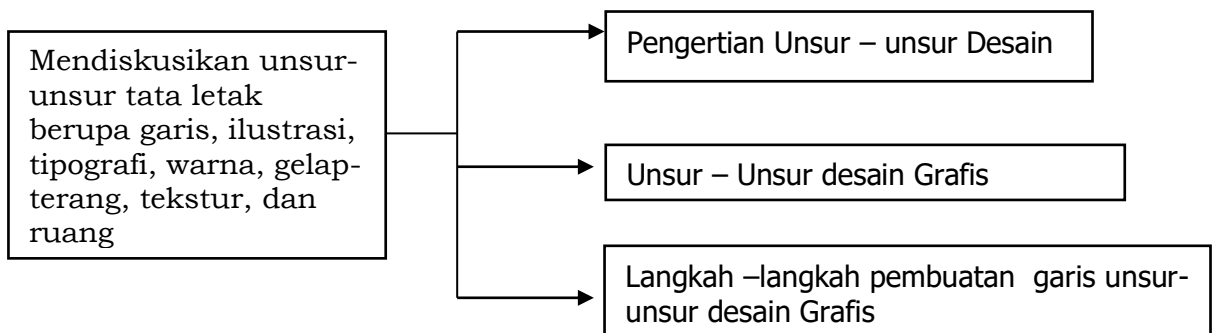 Mendiskusikan unsur-
unsur tata letak
berupa garis, ilustrasi,
tipografi, warna, gelap-
terang, tekstur, dan
ruang
Pengertian Unsur – unsur Desain
Unsur – Unsur desain Grafis
Langkah –langkah pembuatan garis unsur-
unsur desain Grafis